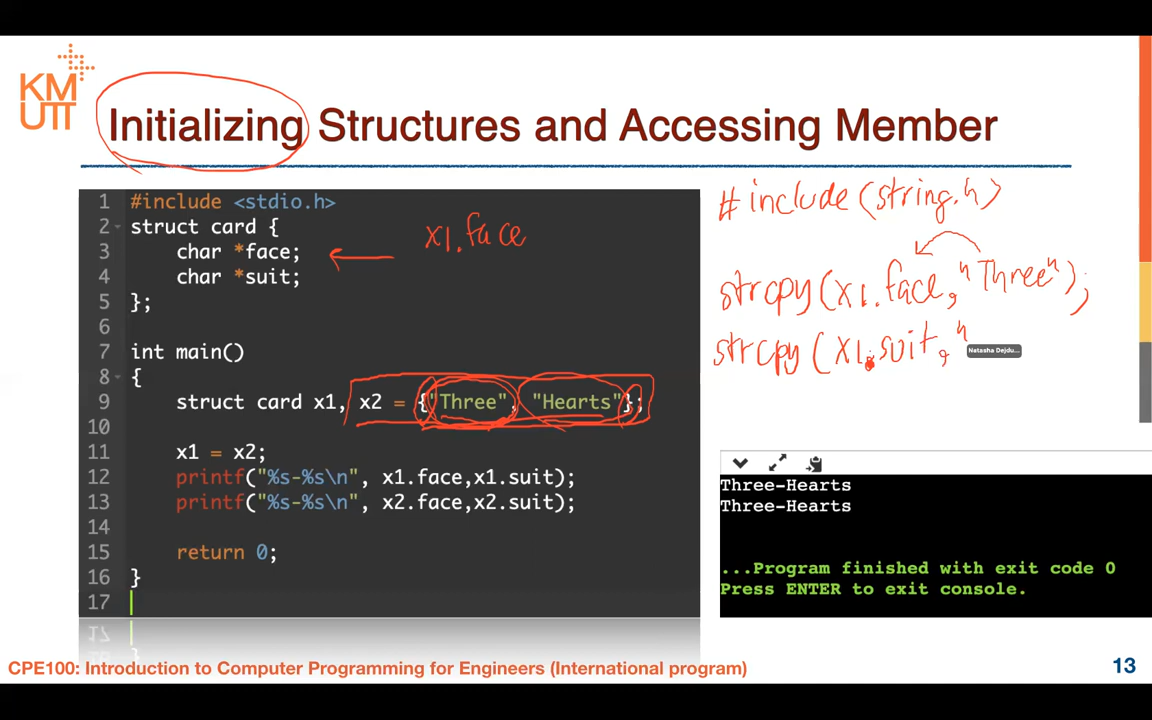 KM
UTT
Initializing Structures and Accessing Member
1 #include <stdio.h>
2 struct card {
3 char *face;
4 char *suit;
5 };
6
7 int main()
8 {
9 struct card x1, x2 = {"Three", "Hearts"};
10
11 x1 = x2;
12 printf("%s-%s\n", x1.face,x1.suit);
13 printf("%s-%s\n", x2.face,x2.suit);
14
15 return 0;
16 }
17
x1.face
#include (string.h)
strcpy(x1.face,"Three");
strcpy(x1.suit,"
Natasha Dejdu...
Three-Hearts
Three-Hearts
...Program finished with exit code 0
Press ENTER to exit console.
CPE100: Introduction to Computer Programming for Engineers (International program)
13